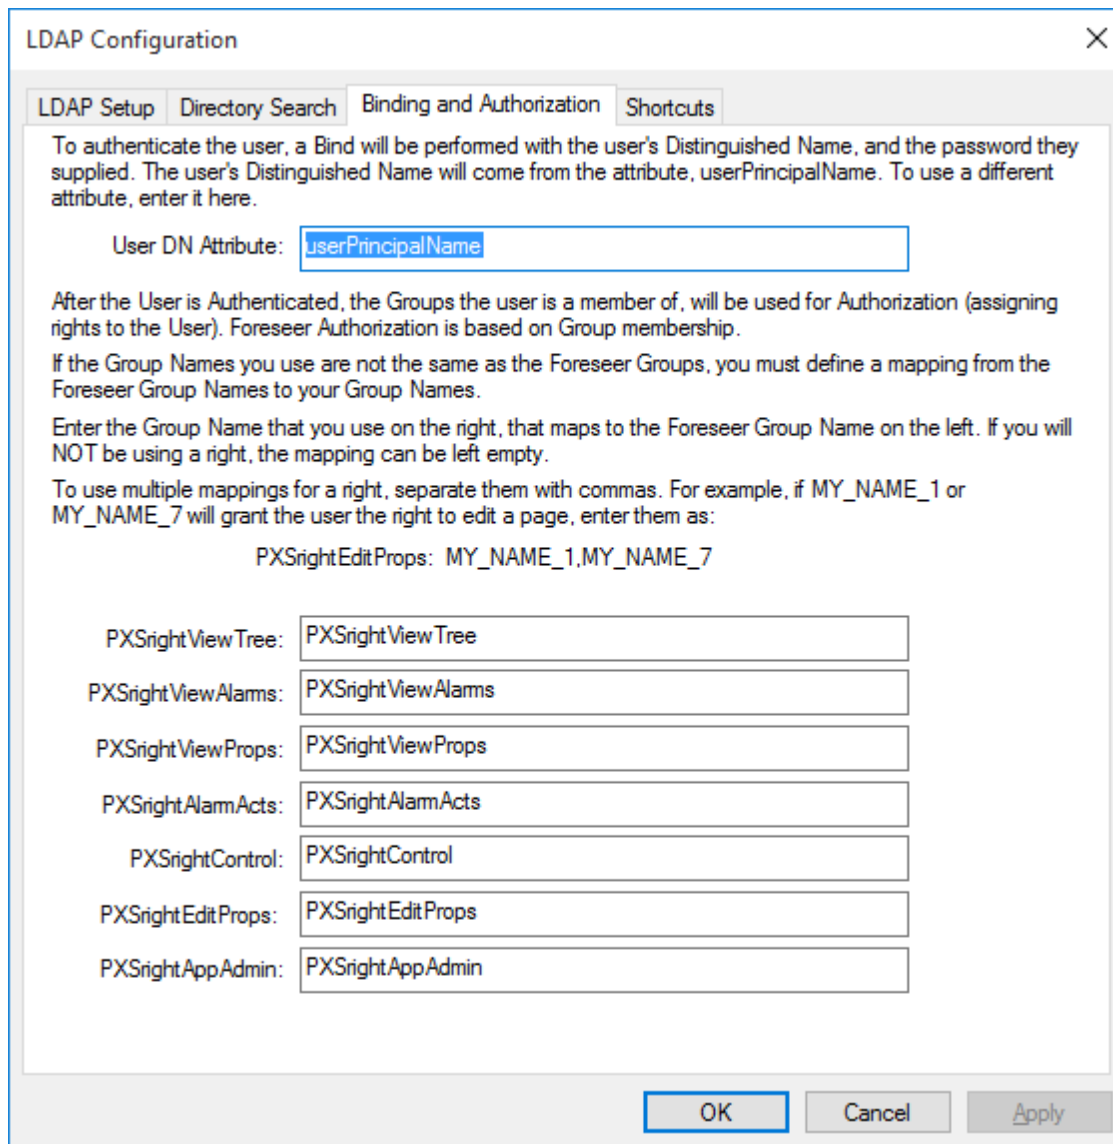 LDAP Configuration
LDAP Setup Directory Search Binding and Authorization Shortcuts
To authenticate the user, a Bind will be performed with the user's Distinguished Name, and the password they
supplied. The user's Distinguished Name will come from the attribute, userPrincipalName. To use a different
attribute, enter it here.
User DN Attribute: userPrincipalName
After the User is Authenticated, the Groups the user is a member of, will be used for Authorization (assigning
rights to the User). Foreseer Authorization is based on Group membership.
If the Group Names you use are not the same as the Foreseer Groups, you must define a mapping from the
Foreseer Group Names to your Group Names.
Enter the Group Name that you use on the right, that maps to the Foreseer Group Name on the left. If you will
NOT be using a right, the mapping can be left empty.
To use multiple mappings for a right, separate them with commas. For example, if MY_NAME_1 or
MY_NAME_7 will grant the user the right to edit a page, enter them as:
PXSrightEditProps: MY_NAME_1,MY_NAME_7
PXSrightViewTree: PXSrightViewTree
PXSrightViewAlarms: PXSrightViewAlarms
PXSrightViewProps: PXSrightViewProps
PXSrightAlarmActs: PXSrightAlarmActs
PXSrightControl: PXSrightControl
PXSrightEditProps: PXSrightEditProps
PXSrightAppAdmin: PXSrightAppAdmin
OK Cancel Apply